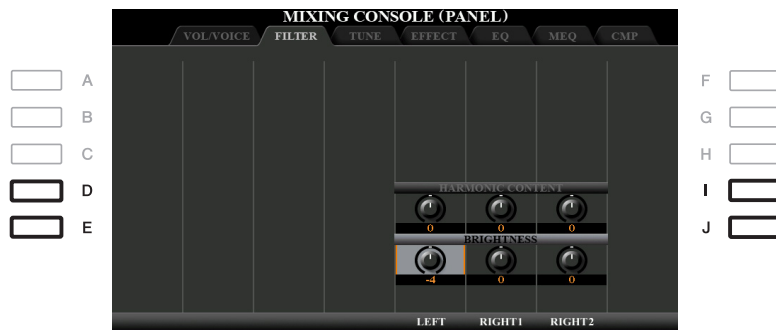 MIXING CONSOLE (PANEL)
VOL/VOICE FILTER TUNE EFFECT EQ MEQ CMP
A
B
C
D
E
F
G
H
I
J
HARMONIC CONTENT
0 0 0
BRIGHTNESS
-4 0 0
LEFT RIGHT1 RIGHT2